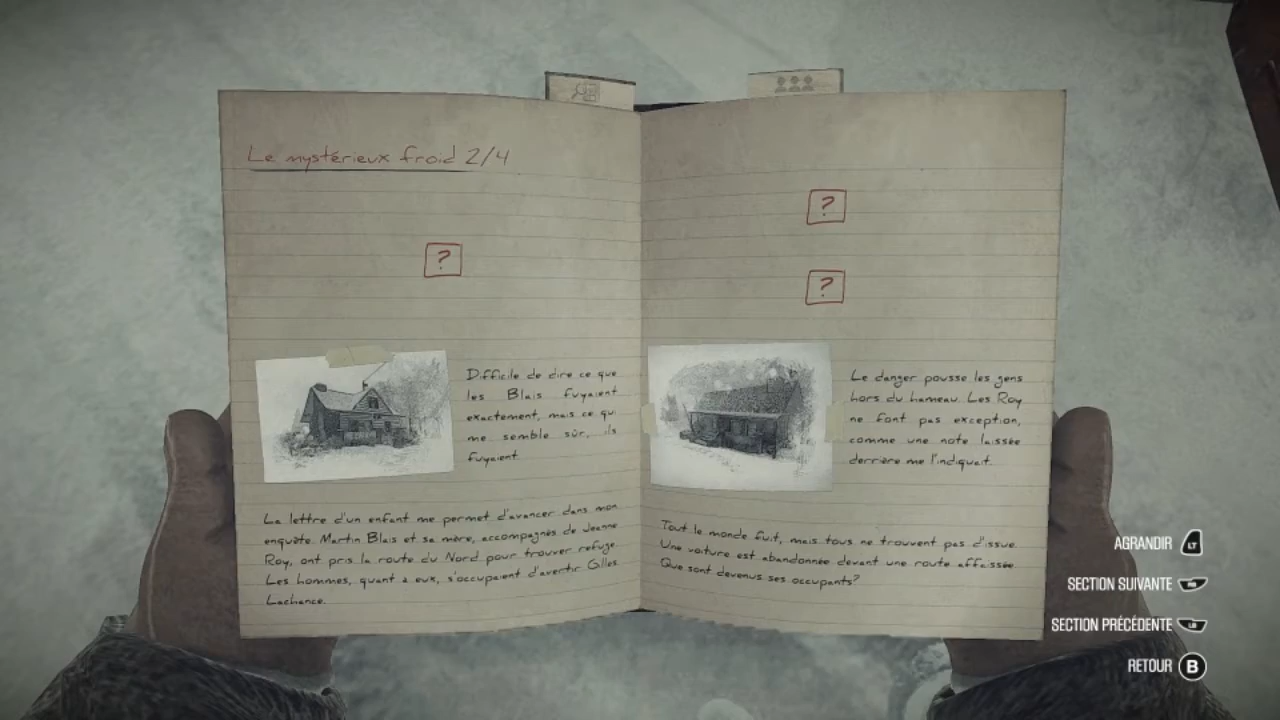 Le mystérieux froid 2/4
?
Difficile de dire ce que
les Blais fuyaient
exactement, mais ce qui
me semble sûr, ils
fuyaient.
La lettre d'un enfant me permet d'avancer dans mon
enquête. Martin Blais et sa mère, accompagnés de Jeanne
Roy, ont pris la route du Nord pour trouver refuge.
Les hommes, quant à eux, s'occupaient d'avertir Gilles
Lachance.
?
?
Le danger pousse les gens
hors du hameau. Les Roy
ne font pas exception,
comme une note laissée
derrière me l'indiquait.
Tout le monde fuit, mais tous ne trouvent pas d'issue.
Une voiture est abandonnée devant une route affaissée.
Que sont devenus ses occupants?
AGRANDIR LT
SECTION SUIVANTE RB
SECTION PRÉCÉDENTE LB
RETOUR B